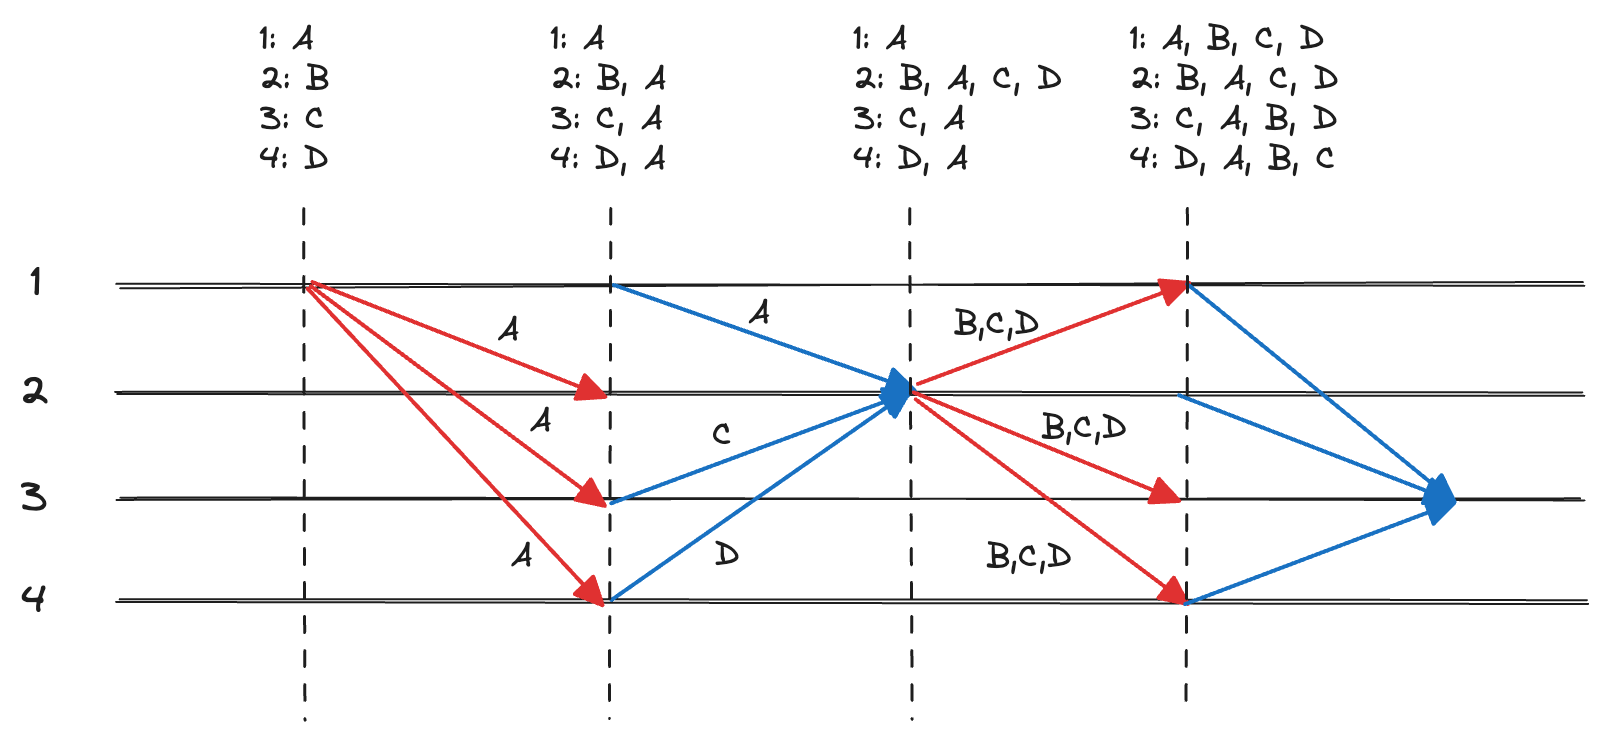 1: A
2: B
3: C
4: D
1: A
2: B, A
3: C, A
4: D, A
1: A
2: B, A, C, D
3: C, A
4: D, A
1: A, B, C, D
2: B, A, C, D
3: C, A, B, D
4: D, A, B, C
1
2
3
4
A
A
A
A
C
D
B,C,D
B,C,D
B,C,D